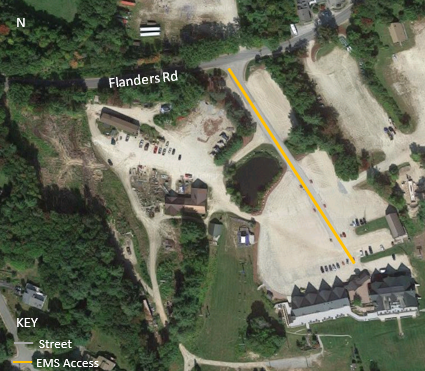 N
Flanders Rd
KEY
Street
EMS Access